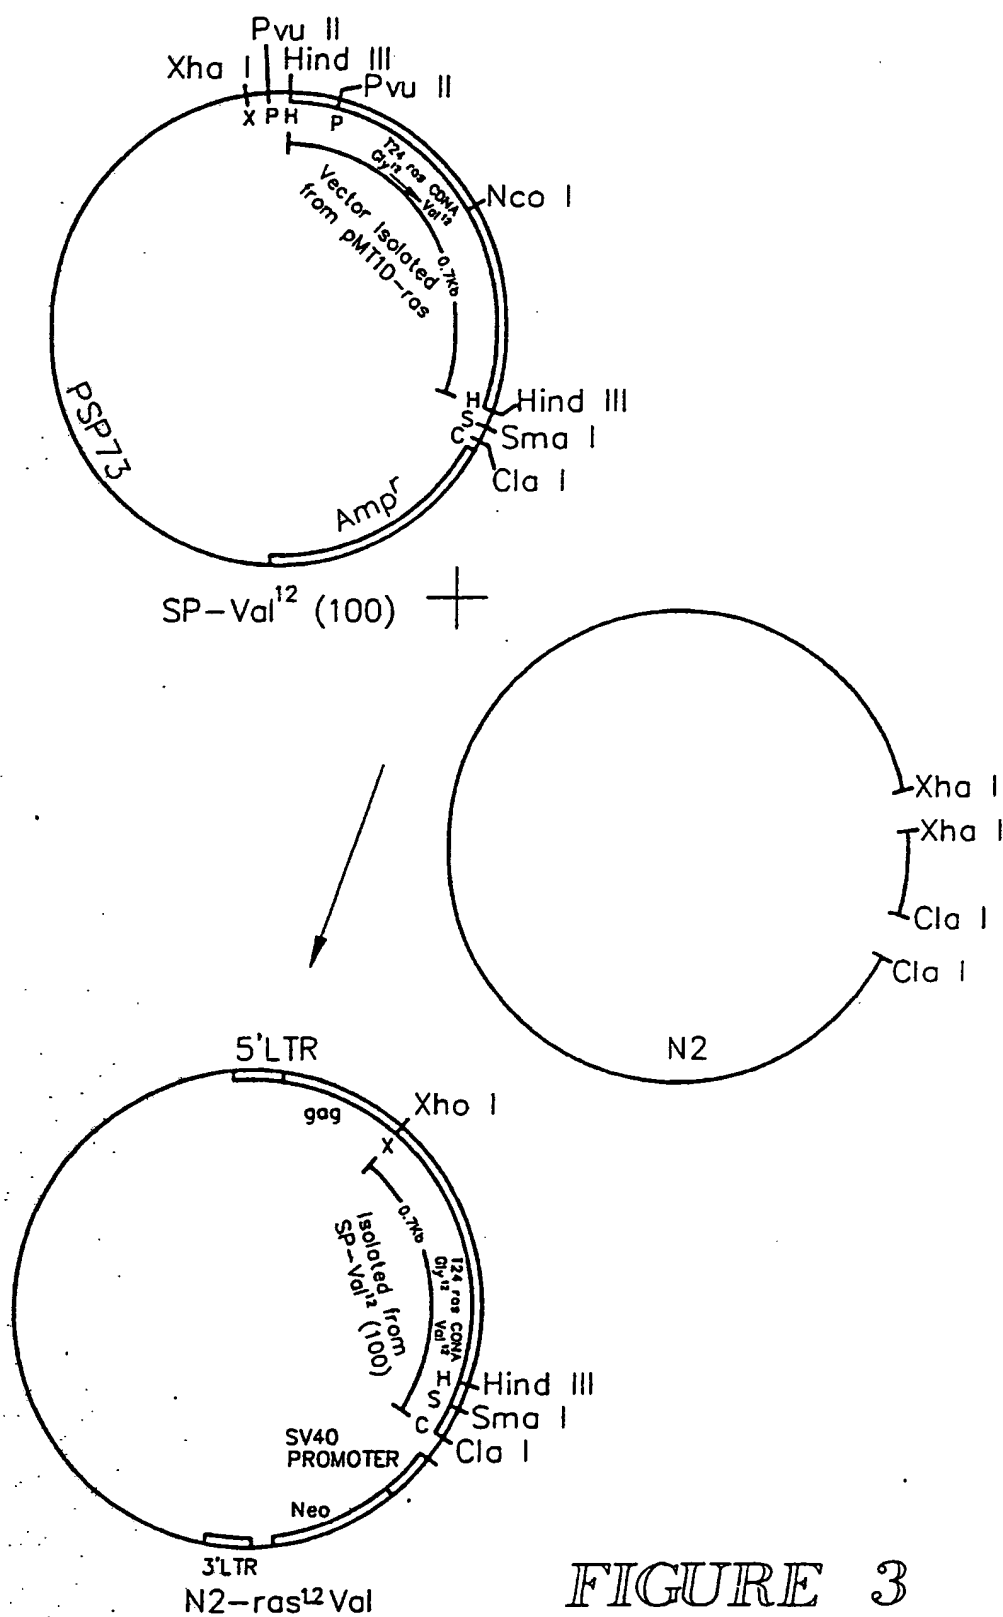 Pvu II
Xha I
Hind III
Pvu II
X P H P
T24 ras CDNA
Gly12 Val12
Nco I
Vector Isolated
from pMT10-ras
0.7Kb
H
Hind III
S
Sma I
C
Cla I
PSP73
Ampr
SP-Val12 (100) +
Xha I
Xha I
Cla I
Cla I
N2
5'LTR
gag
Xho I
X
0.7Kb
Isolated from
SP-Val12 (100)
T24 ras CDNA
Gly12 Val12
H
Hind III
S
Sma I
C
Cla I
SV40
PROMOTER
Neo
3'LTR
N2-ras12Val
FIGURE 3